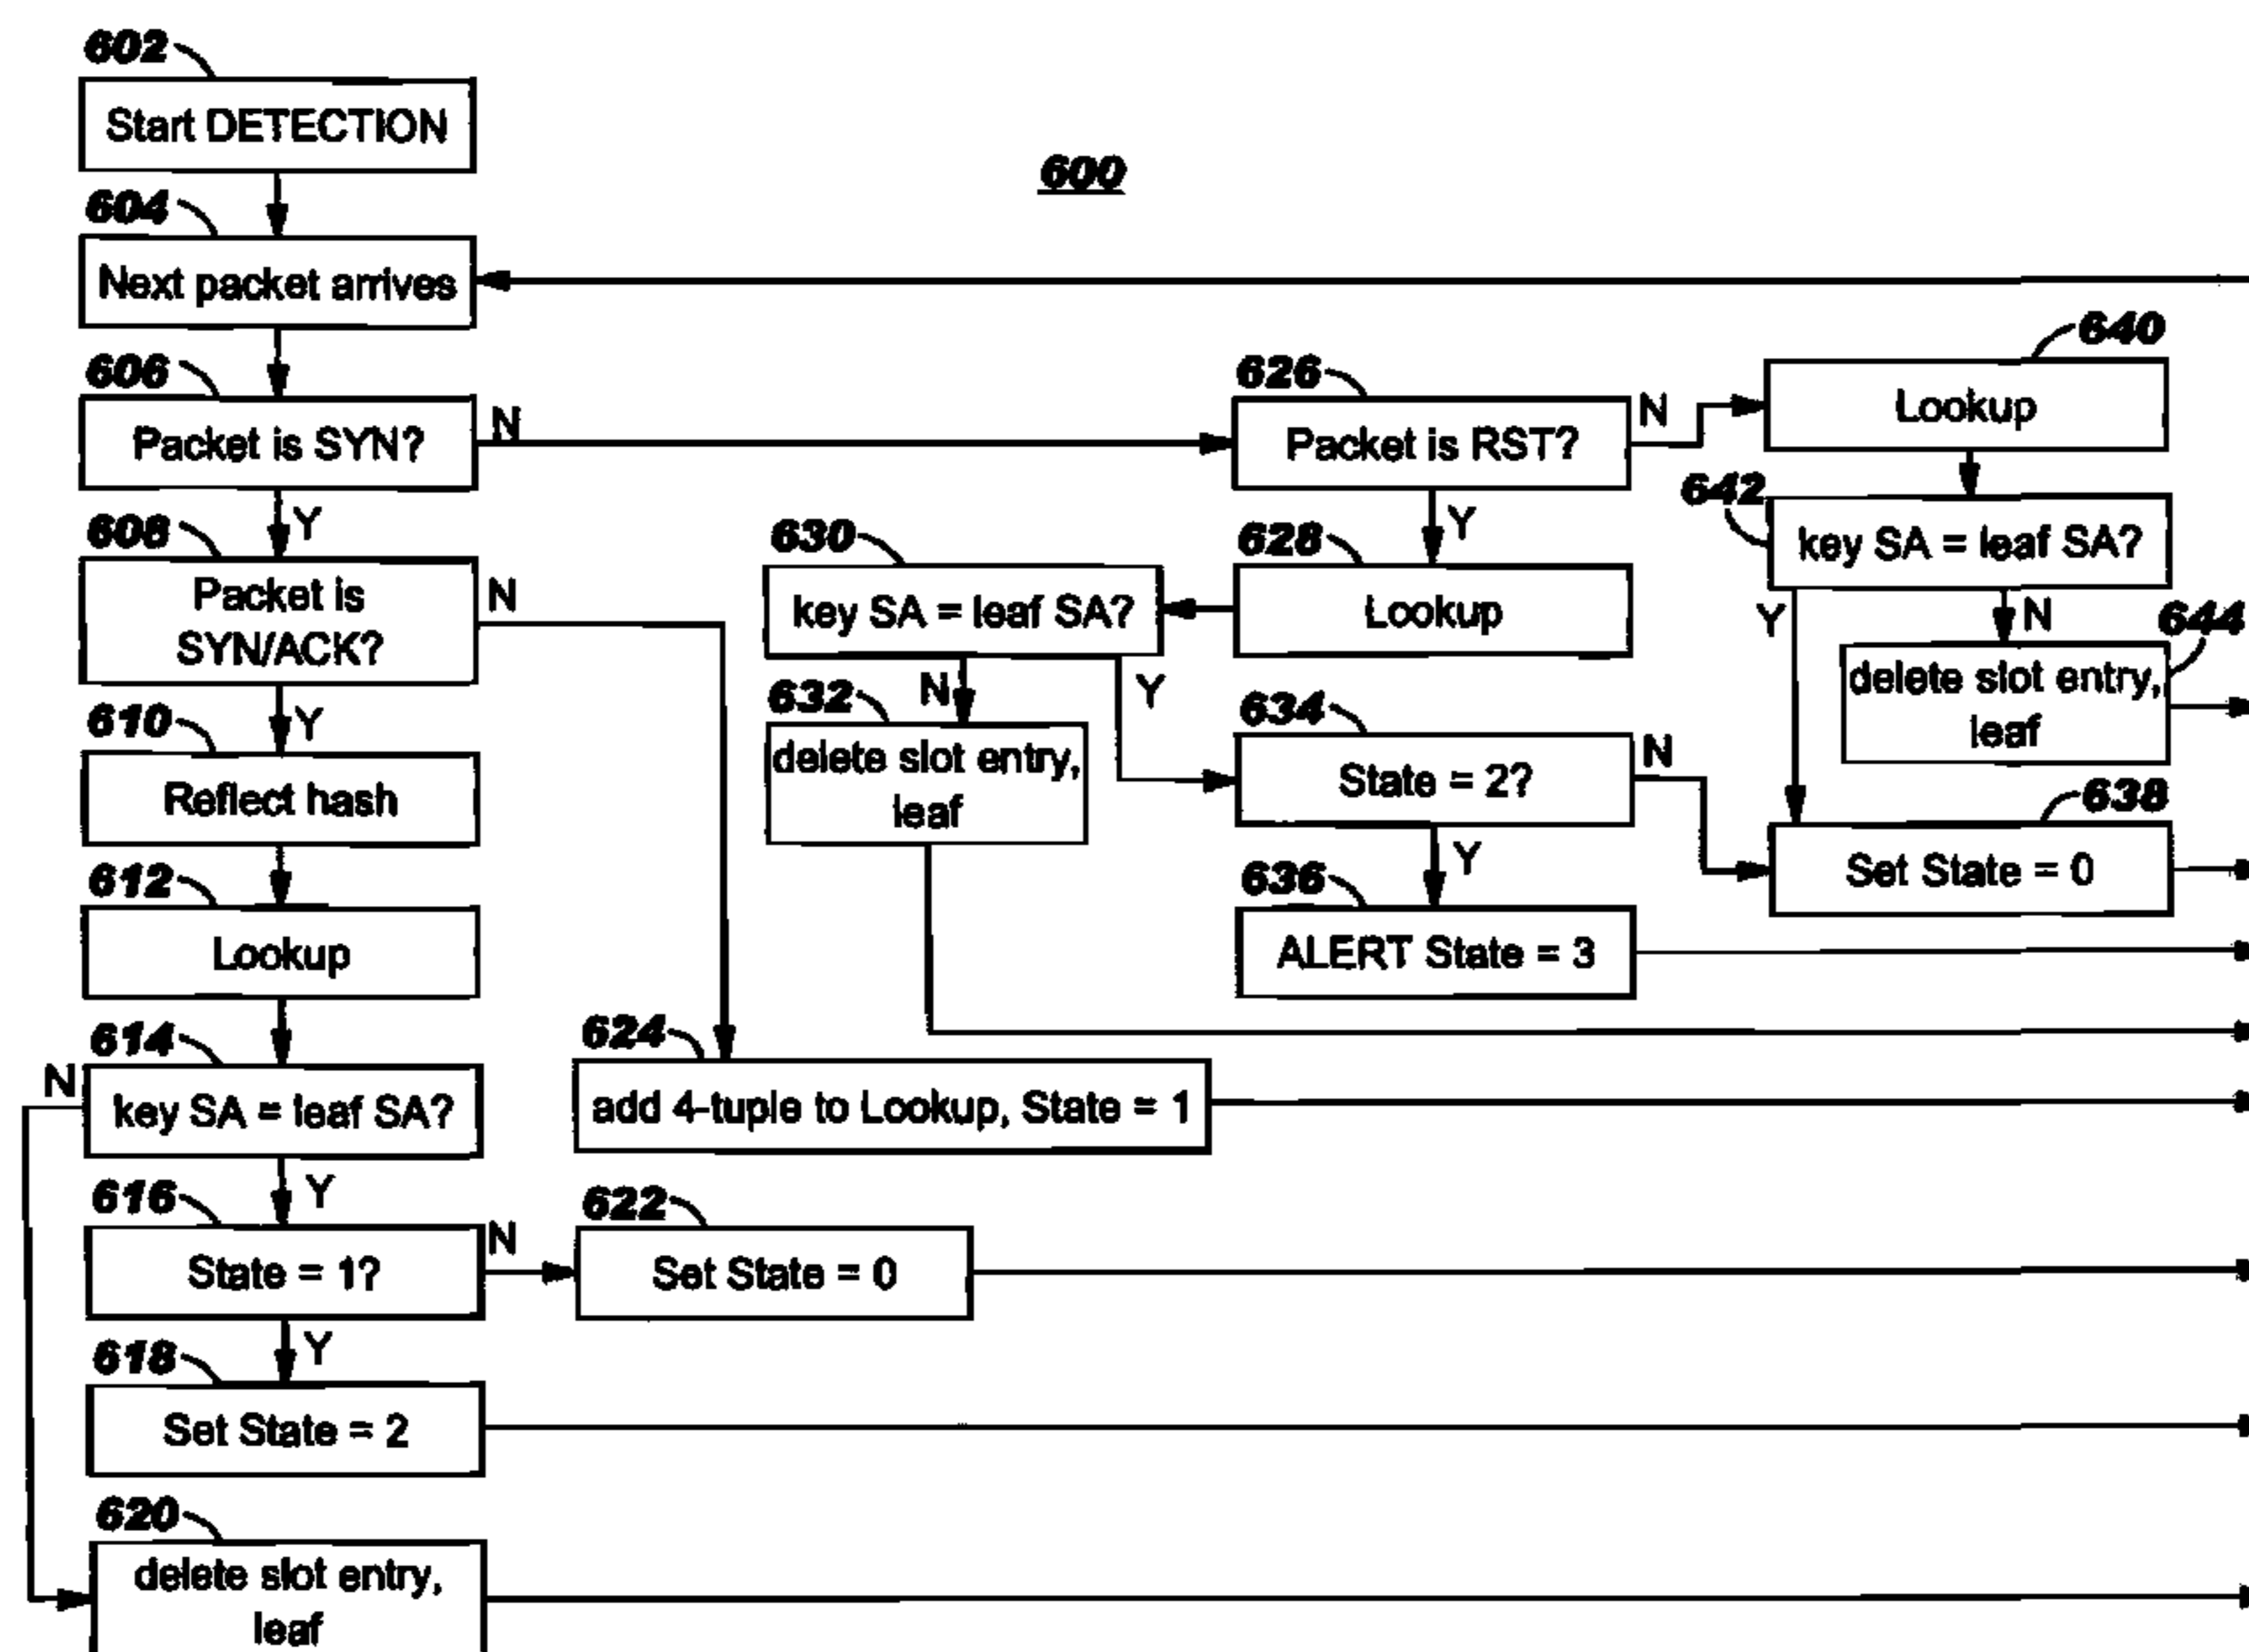 602
Start DETECTION
600
604
Next packet arrives
640
606
626
Lookup
Packet is SYN?
N
Packet is RST?
N
642
Y
Y
key SA = leaf SA?
608
630
628
Packet is
SYN/ACK?
N
key SA = leaf SA?
Lookup
Y
N
644
delete slot entry,
leaf
610
Y
632
N
Y
634
N
delete slot entry,
leaf
Reflect hash
State = 2?
638
612
636
Y
Set State = 0
Lookup
ALERT State = 3
614
624
N
key SA = leaf SA?
add 4-tuple to Lookup, State = 1
616
Y
622
State = 1?
N
Set State = 0
618
Y
Set State = 2
620
delete slot entry,
leaf